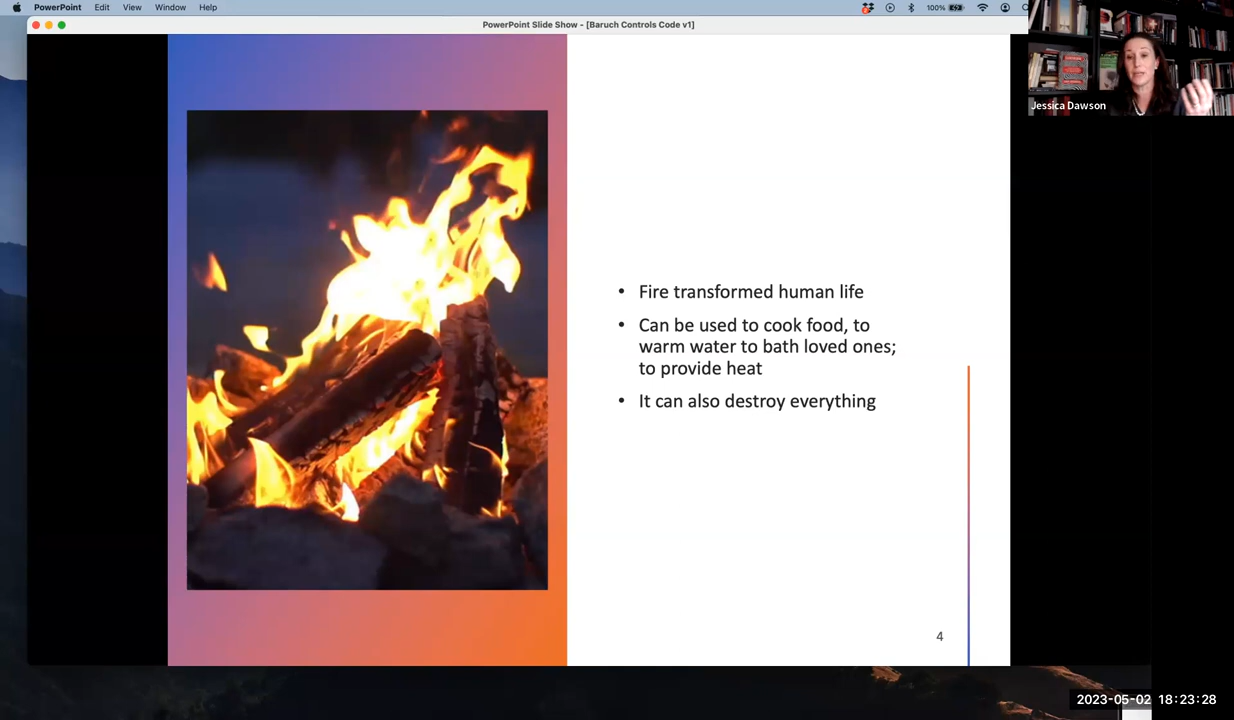 PowerPoint Edit View Window Help 100%
PowerPoint Slide Show - [Baruch Controls Code v1]
Jessica Dawson
• Fire transformed human life
• Can be used to cook food, to
warm water to bath loved ones;
to provide heat
• It can also destroy everything
4
2023-05-02 18:23:28